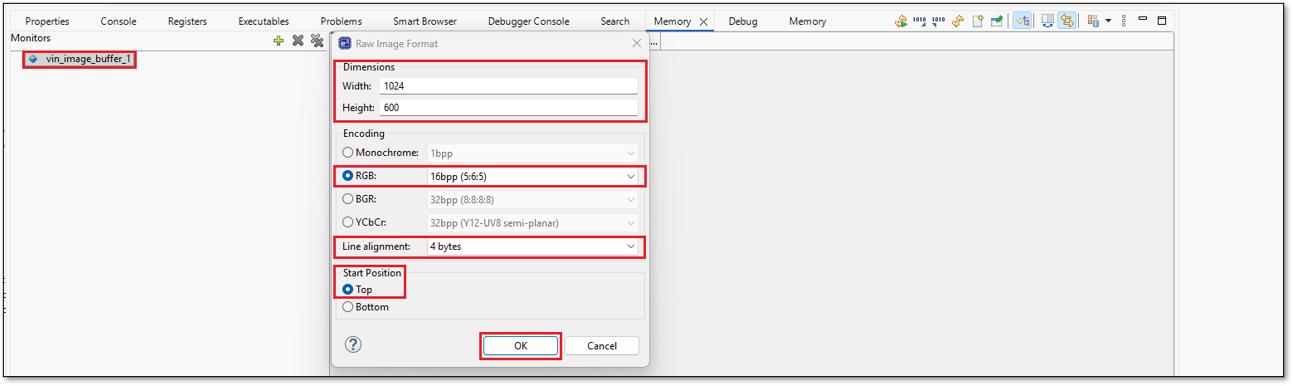 Properties Console Registers Executables Problems Smart Browser Debugger Console Search Memory Debug Memory
Monitors
vin_image_buffer_1
Raw Image Format
...
Dimensions
Width: 1024
Height: 600
Encoding
Monochrome: 1bpp
RGB: 16bpp (5:6:5)
BGR: 32bpp (8:8:8:8)
YCbCr: 32bpp (Y12-UV8 semi-planar)
Line alignment: 4 bytes
Start Position
Top
Bottom
? OK Cancel